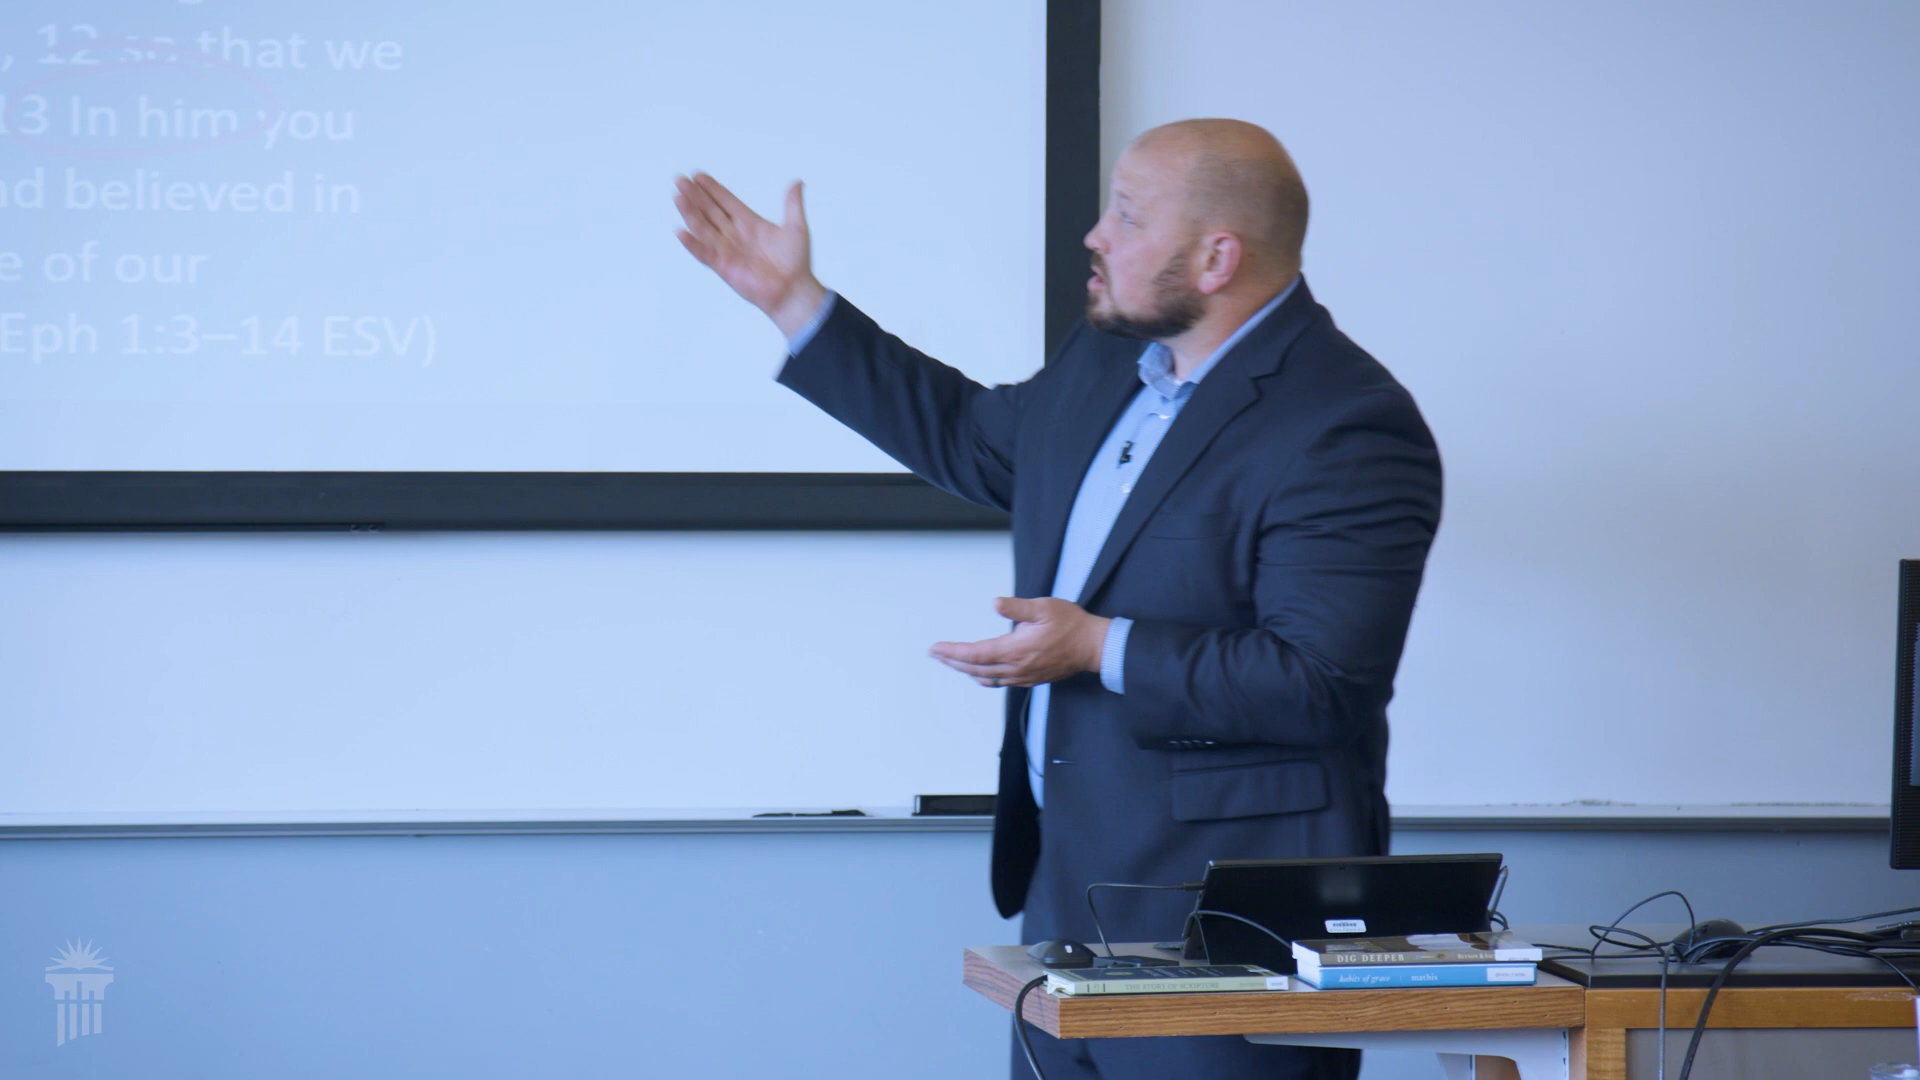 , 12 so that we
13 In him you
nd believed in
e of our
Eph 1:3–14 ESV)
DIG DEEPER
habits of grace mathis
THE STORY OF SCRIPTURE